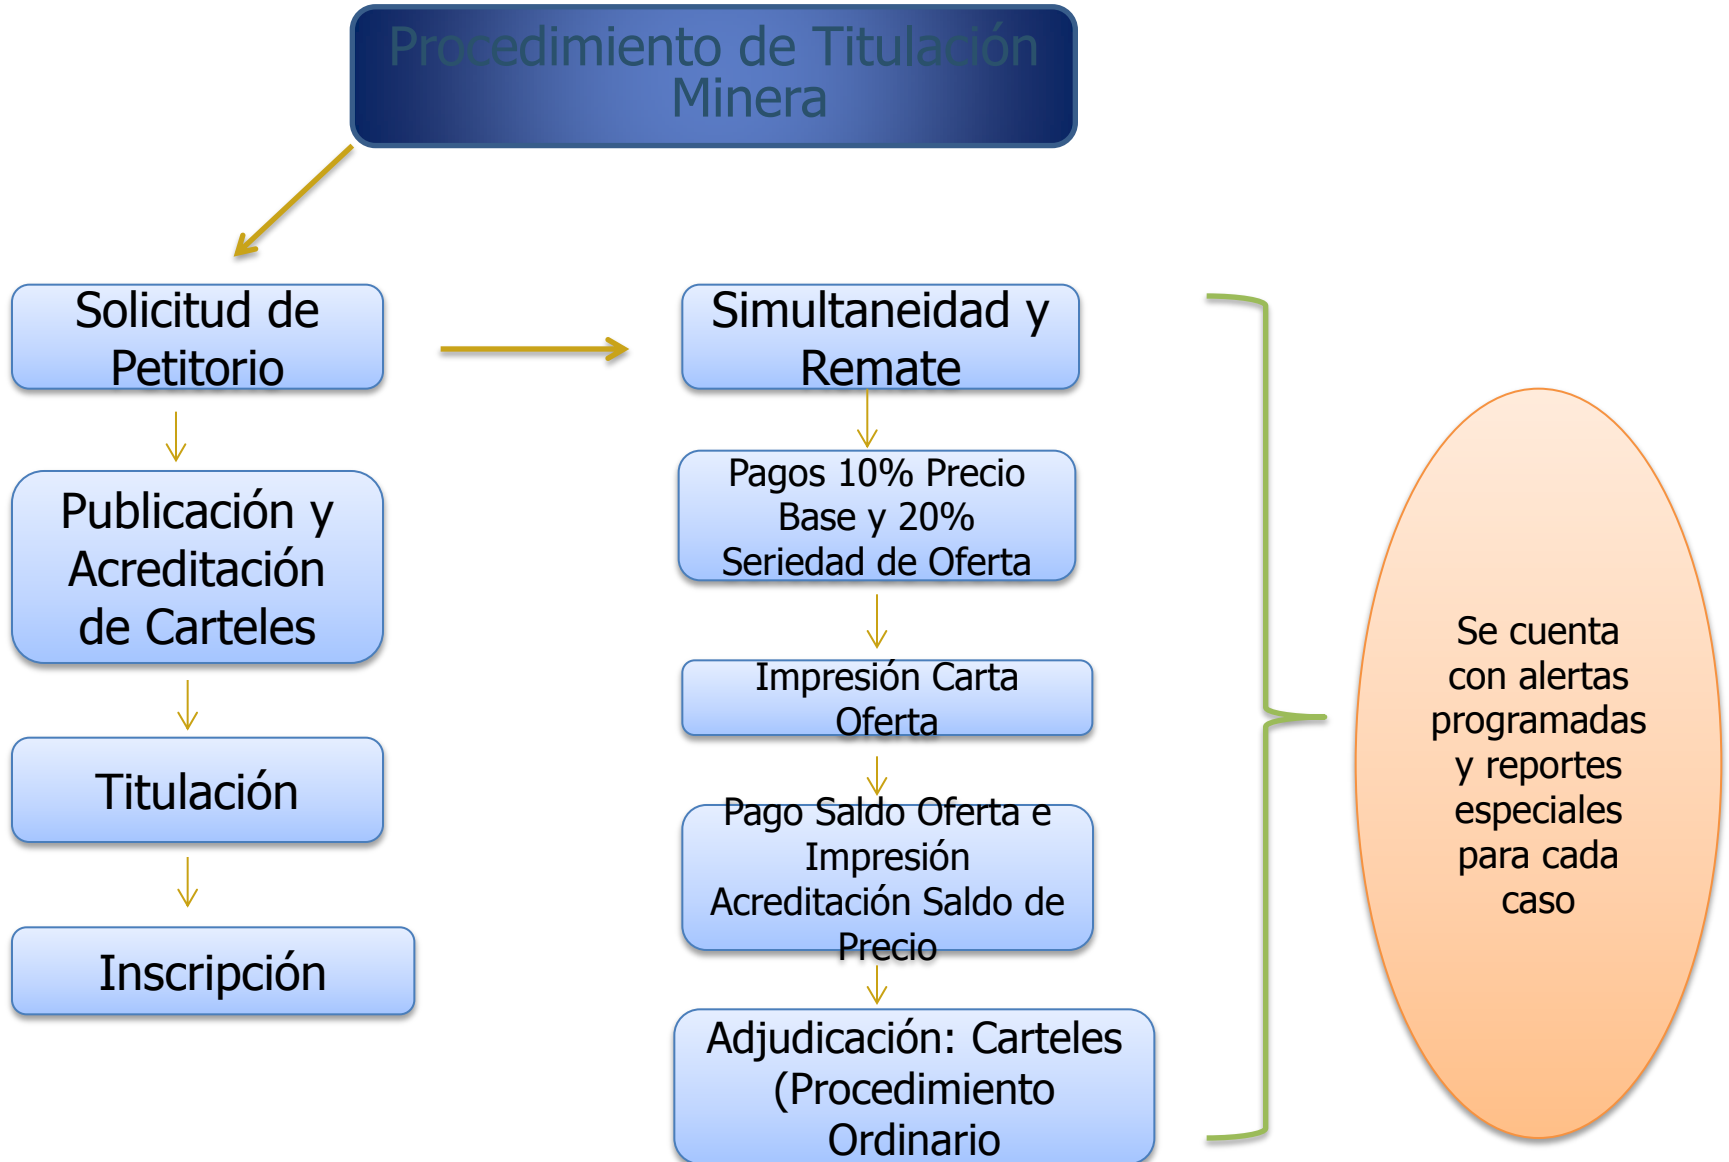 Procedimiento de Titulación
Minera
Solicitud de
Petitorio
Publicación y
Acreditación
de Carteles
Titulación
Inscripción
Simultaneidad y
Remate
Pagos 10% Precio
Base y 20%
Seriedad de Oferta
Impresión Carta
Oferta
Pago Saldo Oferta e
Impresión
Acreditación Saldo de
Precio
Adjudicación: Carteles
(Procedimiento
Ordinario
Se cuenta
con alertas
programadas
y reportes
especiales
para cada
caso